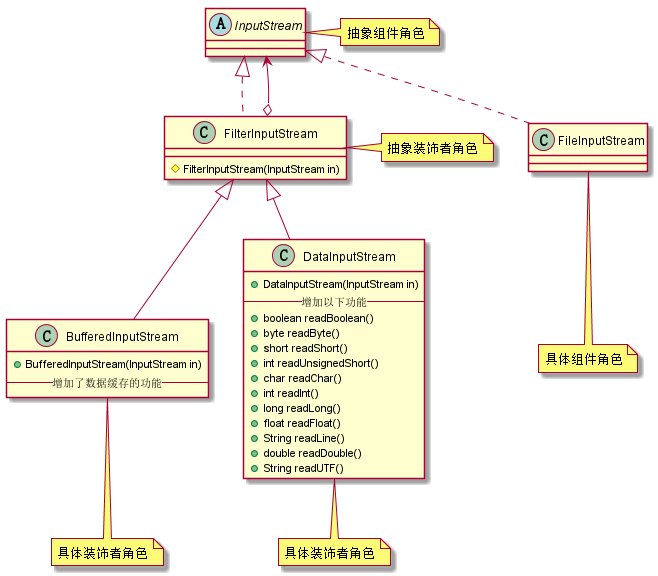 A InputStream
抽象组件角色
C FilterInputStream
FilterInputStream(InputStream in)
抽象装饰者角色
C FileInputStream
C BufferedInputStream
BufferedInputStream(InputStream in)
增加了数据缓存的功能
C DataInputStream
DataInputStream(InputStream in)
增加以下功能
boolean readBoolean()
byte readByte()
short readShort()
int readUnsignedShort()
char readChar()
int readInt()
long readLong()
float readFloat()
String readLine()
double readDouble()
String readUTF()
具体组件角色
具体装饰者角色
具体装饰者角色